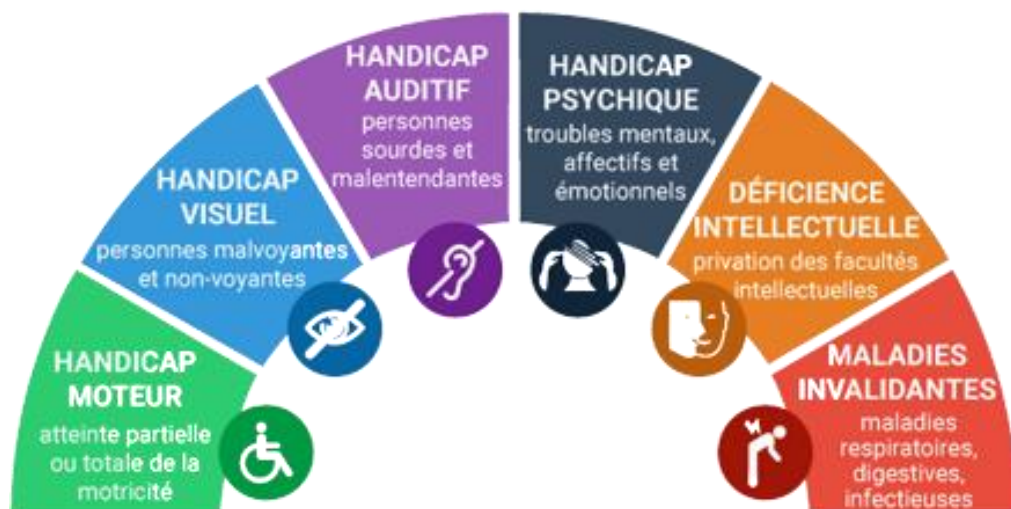 HANDICAP
MOTEUR
atteinte partielle
ou totale de la
motricité
HANDICAP
VISUEL
personnes malvoyantes
et non-voyantes
HANDICAP
AUDITIF
personnes
sourdes et
malentendantes
HANDICAP
PSYCHIQUE
troubles mentaux,
affectifs et
émotionnels
DÉFICIENCE
INTELLECTUELLE
privation des facultés
intellectuelles
MALADIES
INVALIDANTES
maladies
respiratoires,
digestives,
infectieuses